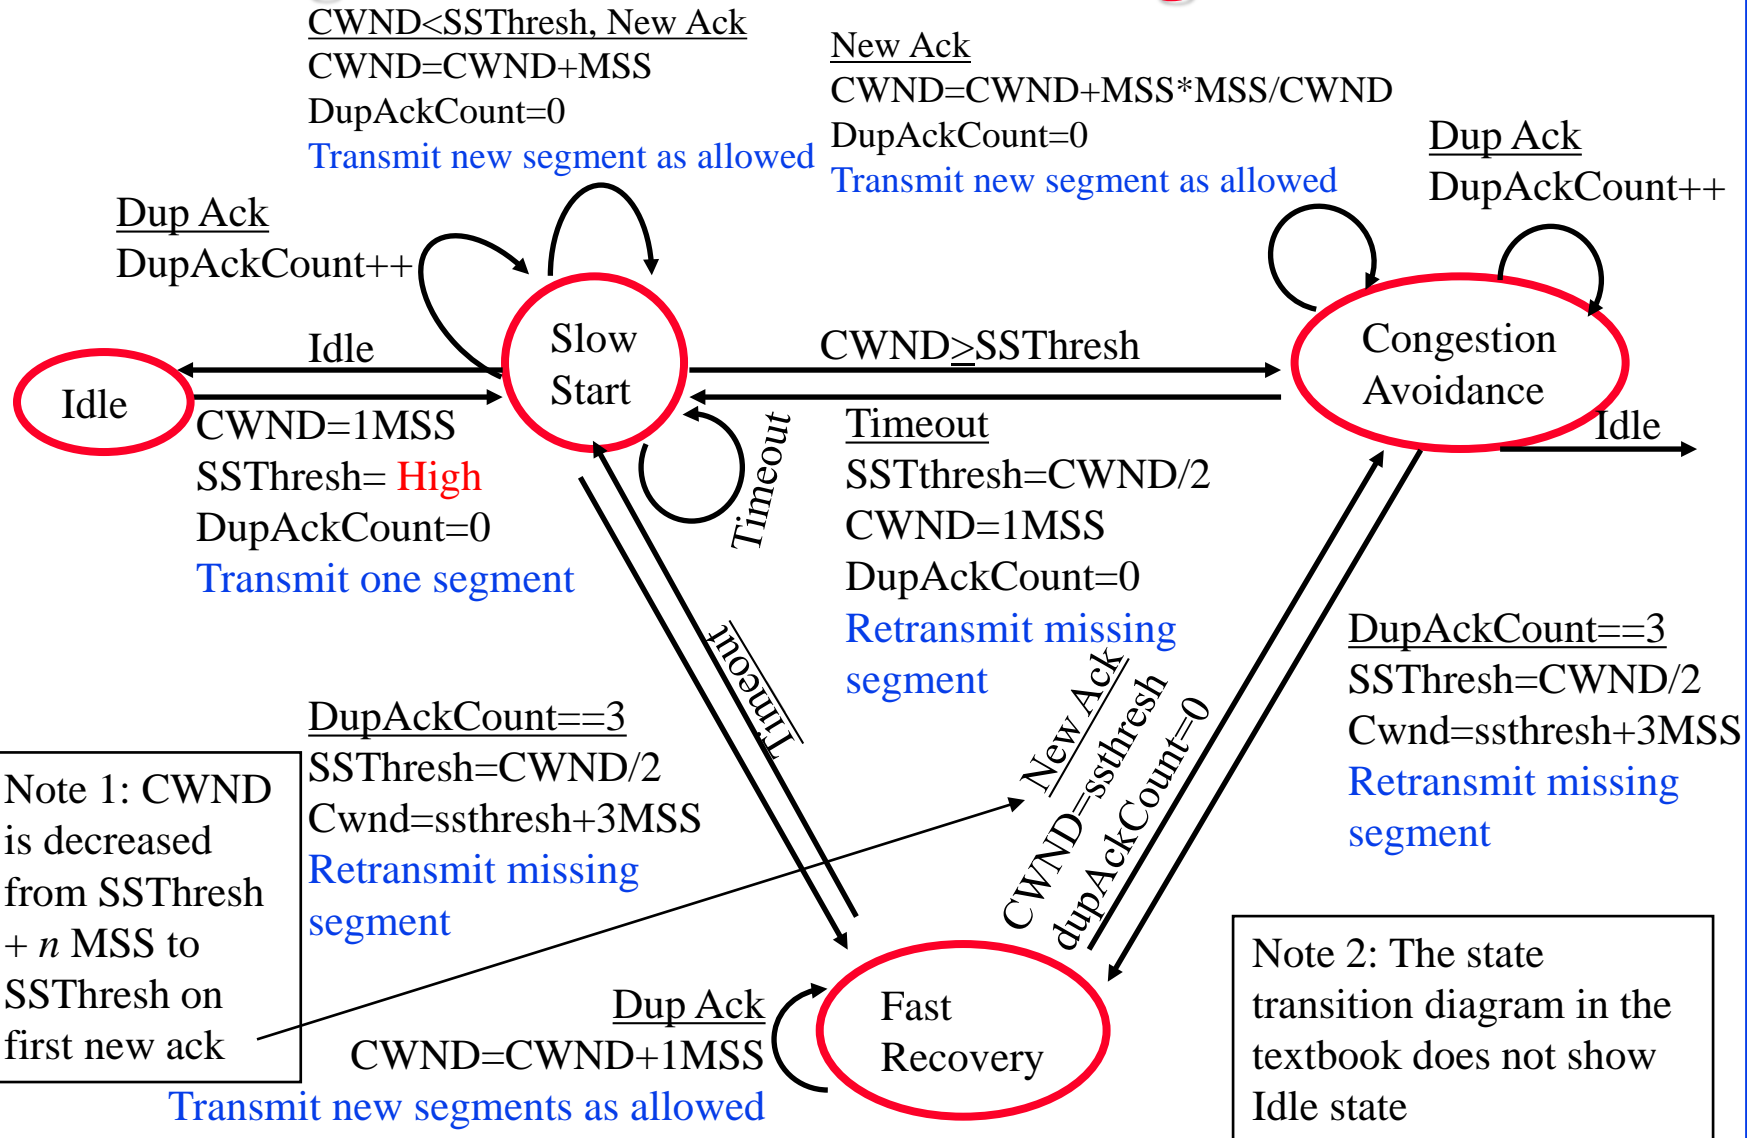 CWND<SSThresh, New Ack
CWND=CWND+MSS
DupAckCount=0
Transmit new segment as allowed
New Ack
CWND=CWND+MSS*MSS/CWND
DupAckCount=0
Transmit new segment as allowed
Dup Ack
DupAckCount++
Dup Ack
DupAckCount++
Idle
Slow
Start
CWND≥SSThresh
Congestion
Avoidance
Idle
Idle
CWND=1MSS
SSThresh= High
DupAckCount=0
Transmit one segment
Timeout
Timeout
SSTthresh=CWND/2
CWND=1MSS
DupAckCount=0
Retransmit missing
segment
Timeout
New Ack
CWND=ssthresh
dupAckCount=0
DupAckCount==3
SSThresh=CWND/2
Cwnd=ssthresh+3MSS
Retransmit missing
segment
DupAckCount==3
SSThresh=CWND/2
Cwnd=ssthresh+3MSS
Retransmit missing
segment
Note 1: CWND
is decreased
from SSThresh
+ n MSS to
SSThresh on
first new ack
Dup Ack
CWND=CWND+1MSS
Transmit new segments as allowed
Fast
Recovery
Note 2: The state
transition diagram in the
textbook does not show
Idle state